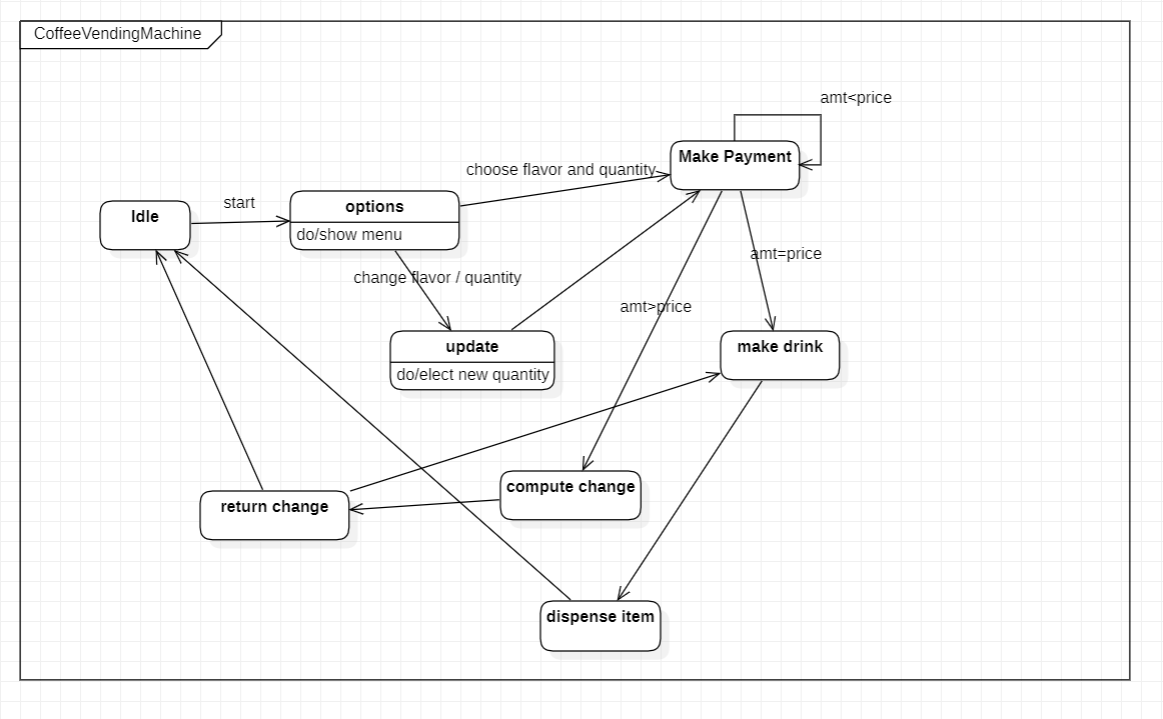 CoffeeVendingMachine
amt<price
Make Payment
choose flavor and quantity
Idle
start
options
do/show menu
change flavor / quantity
amt=price
amt>price
update
do/elect new quantity
make drink
compute change
return change
dispense item